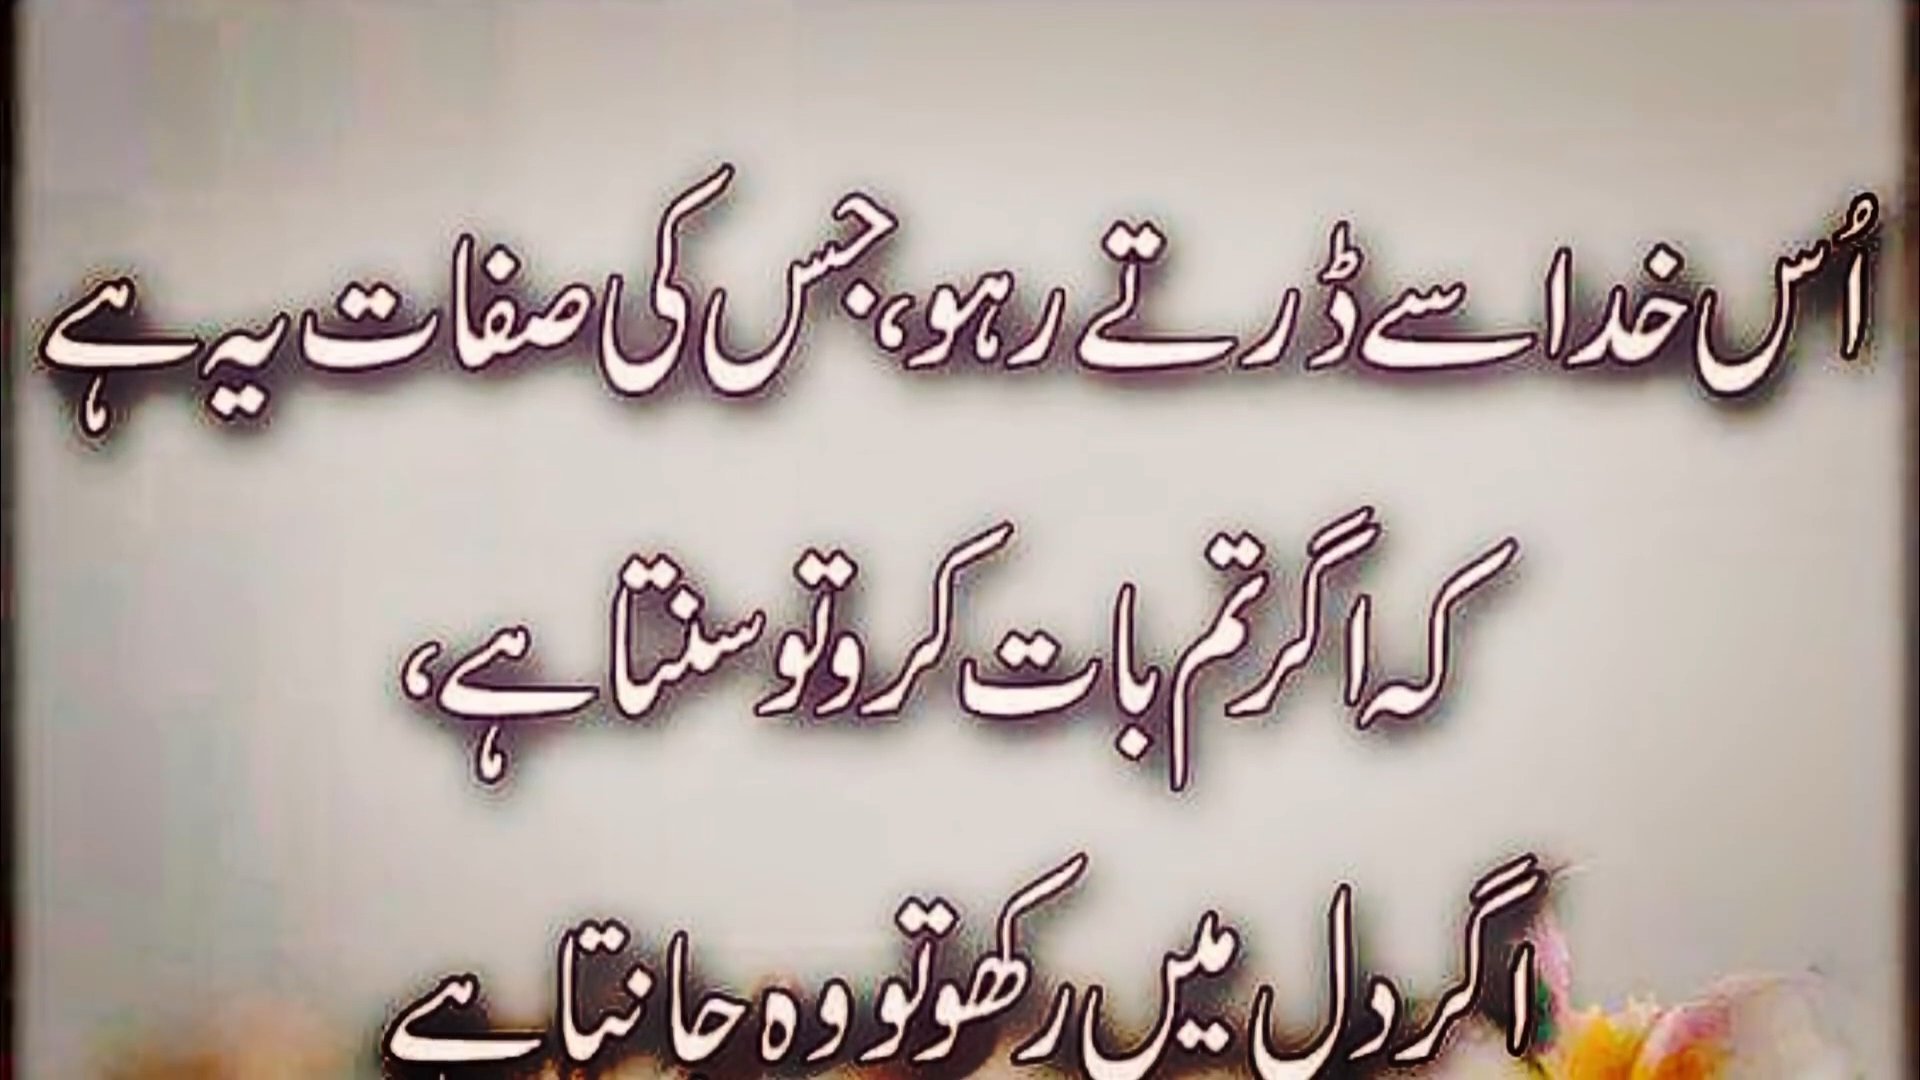 اُس خدا سے ڈرتے رہو، جس کی صفات یہ ہے
کہ اگر تم بات کرو تو سنتا ہے،
اگر دل میں رکھو تو وہ جانتا ہے